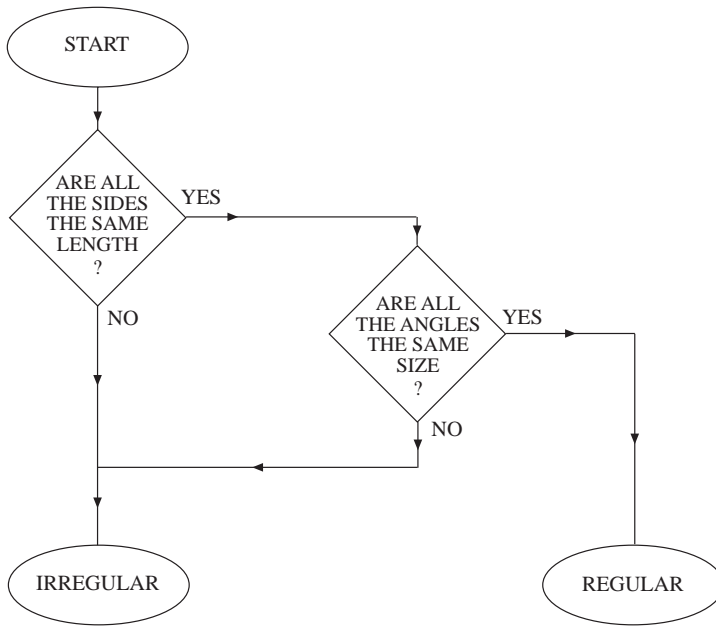 START
ARE ALL
THE SIDES
THE SAME
LENGTH
?
YES
NO
ARE ALL
THE ANGLES
THE SAME
SIZE
?
YES
NO
IRREGULAR
REGULAR